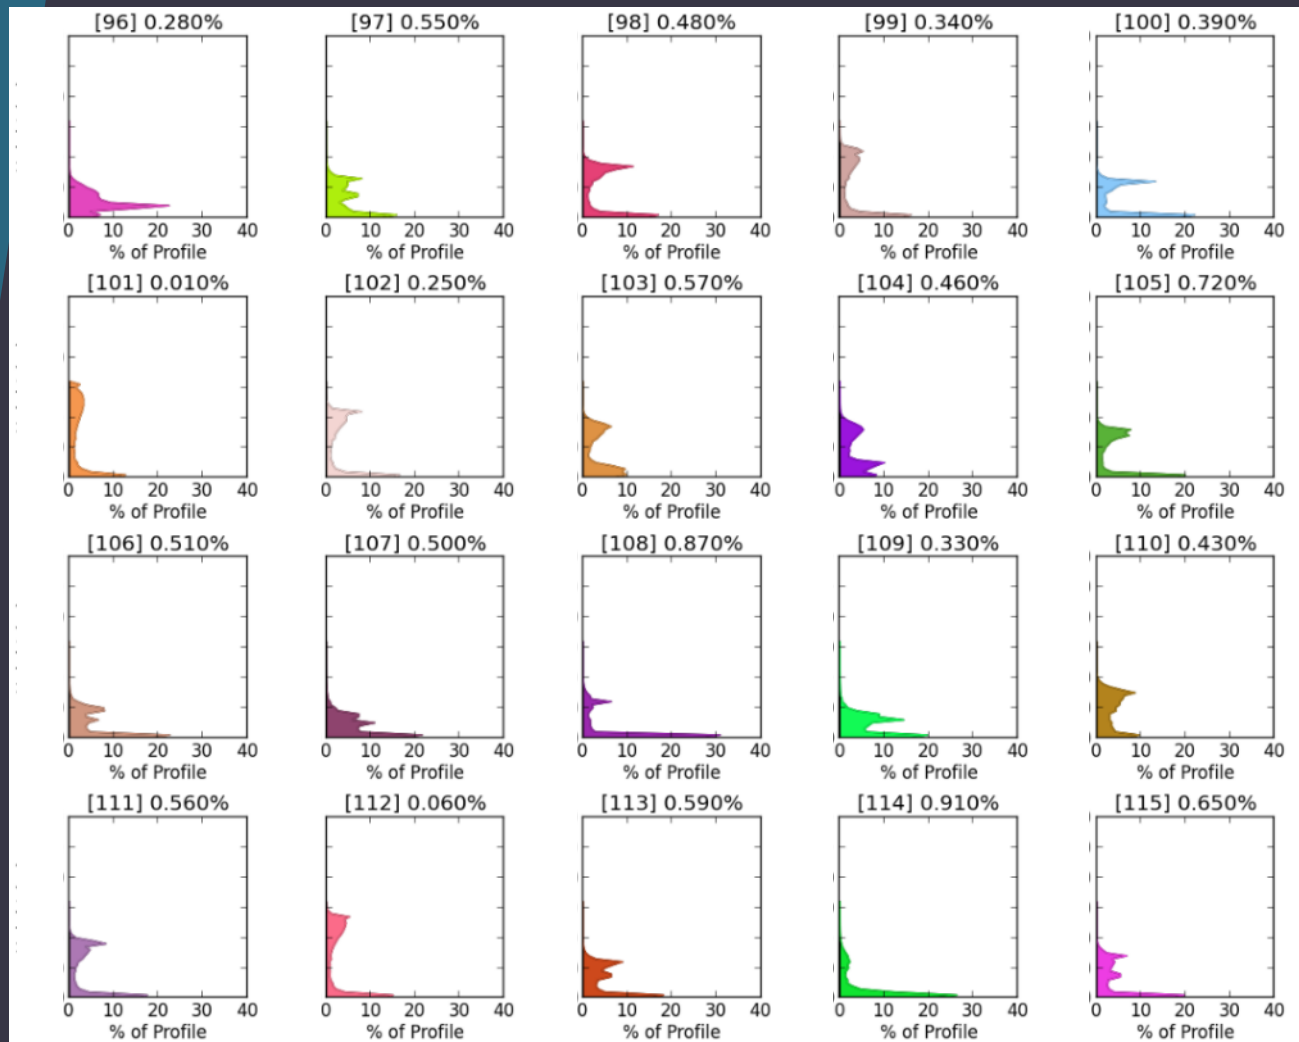 [96] 0.280% [97] 0.550% [98] 0.480% [99] 0.340% [100] 0.390%
0 10 20 30 40 0 10 20 30 40 0 10 20 30 40 0 10 20 30 40 0 10 20 30 40
% of Profile % of Profile % of Profile % of Profile % of Profile
[101] 0.010% [102] 0.250% [103] 0.570% [104] 0.460% [105] 0.720%
0 10 20 30 40 0 10 20 30 40 0 10 20 30 40 0 10 20 30 40 0 10 20 30 40
% of Profile % of Profile % of Profile % of Profile % of Profile
[106] 0.510% [107] 0.500% [108] 0.870% [109] 0.330% [110] 0.430%
0 10 20 30 40 0 10 20 30 40 0 10 20 30 40 0 10 20 30 40 0 10 20 30 40
% of Profile % of Profile % of Profile % of Profile % of Profile
[111] 0.560% [112] 0.060% [113] 0.590% [114] 0.910% [115] 0.650%
0 10 20 30 40 0 10 20 30 40 0 10 20 30 40 0 10 20 30 40 0 10 20 30 40
% of Profile % of Profile % of Profile % of Profile % of Profile